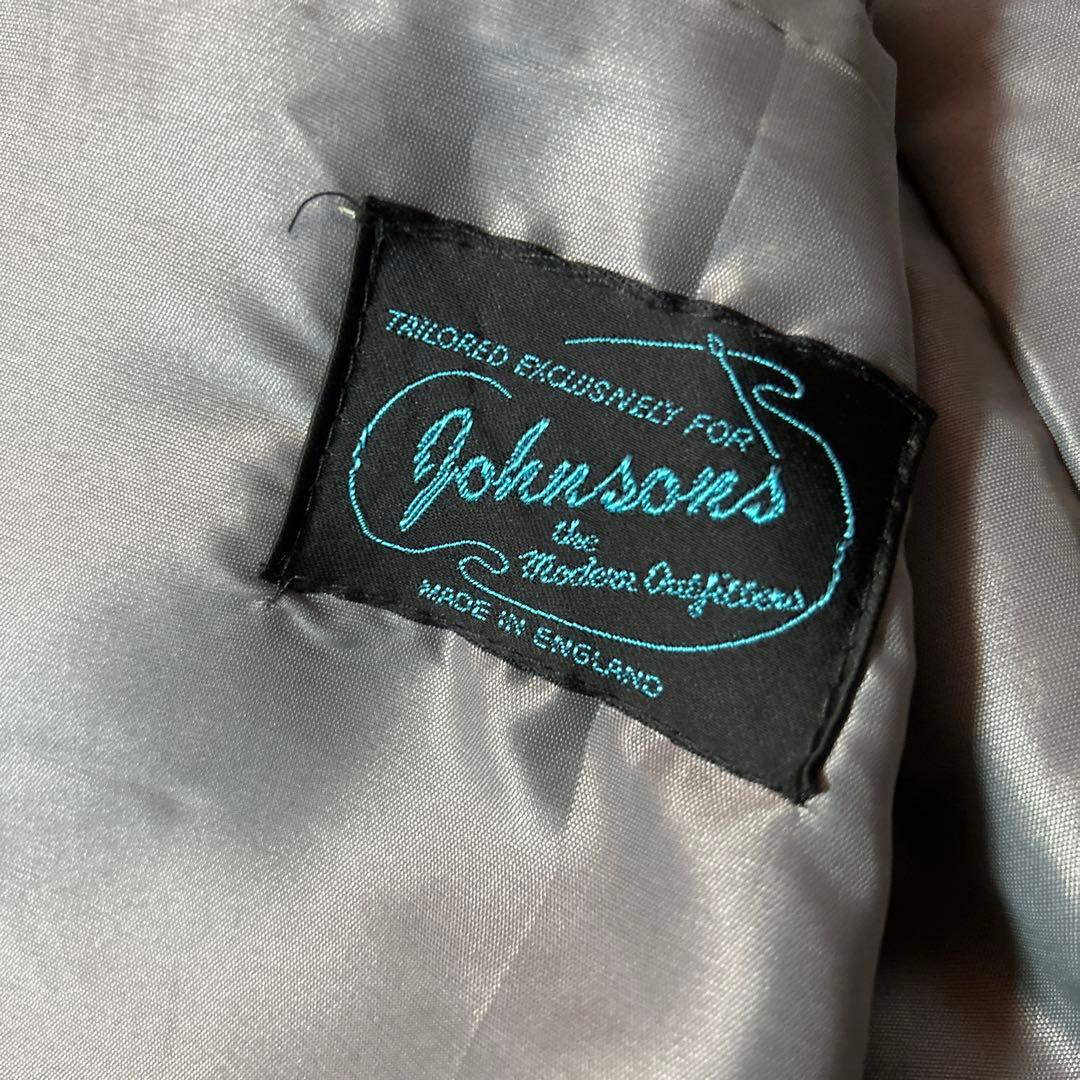 TAILORED EXCLUSIVELY FOR
Johnsons
the
Modern Outfitters
MADE IN ENGLAND